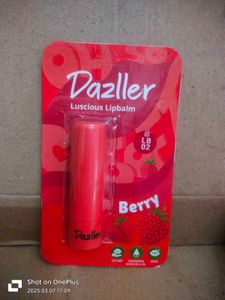 Dazller
Luscious Lipbalm
LB
02
Berry
Dazller
Shot on OnePlus
2025.03.07 17:09